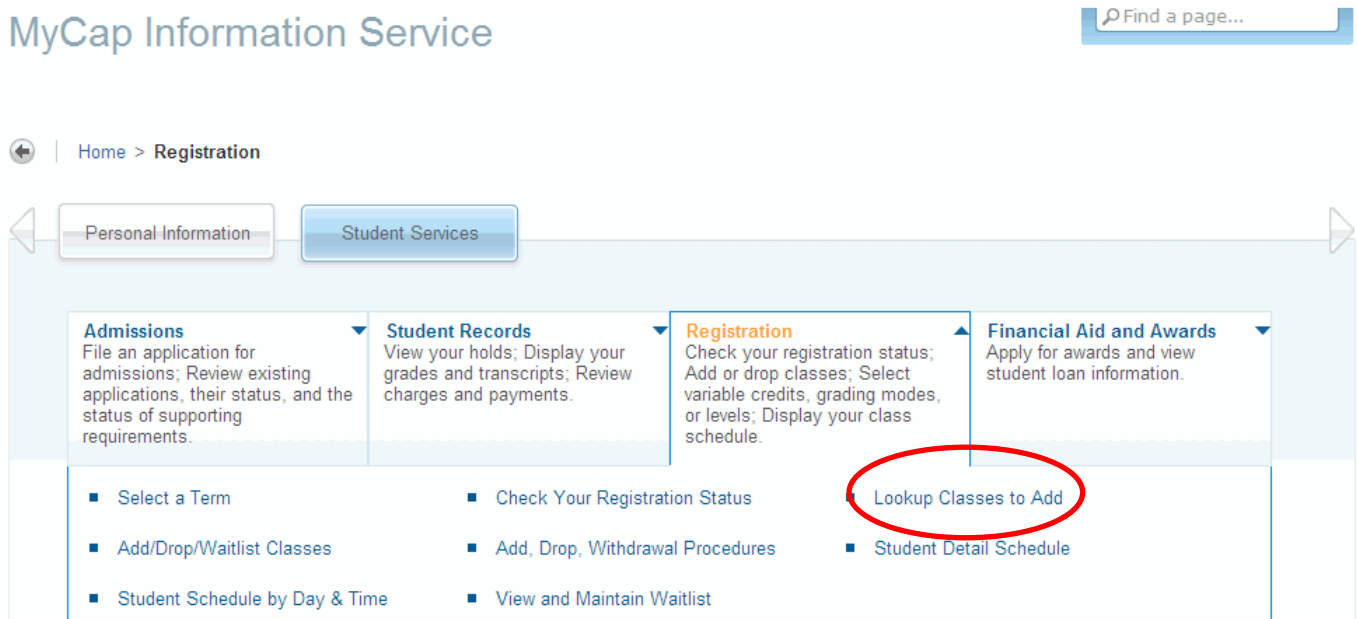 MyCap Information Service
Find a page...
Home > Registration
Personal Information
Student Services
Admissions
File an application for
admissions; Review existing
applications, their status, and the
status of supporting
requirements.
Student Records
View your holds; Display your
grades and transcripts; Review
charges and payments.
Registration
Check your registration status;
Add or drop classes; Select
variable credits, grading modes,
or levels; Display your class
schedule.
Financial Aid and Awards
Apply for awards and view
student loan information.
Select a Term
Check Your Registration Status
Lookup Classes to Add
Add/Drop/Waitlist Classes
Add, Drop, Withdrawal Procedures
Student Detail Schedule
Student Schedule by Day & Time
View and Maintain Waitlist